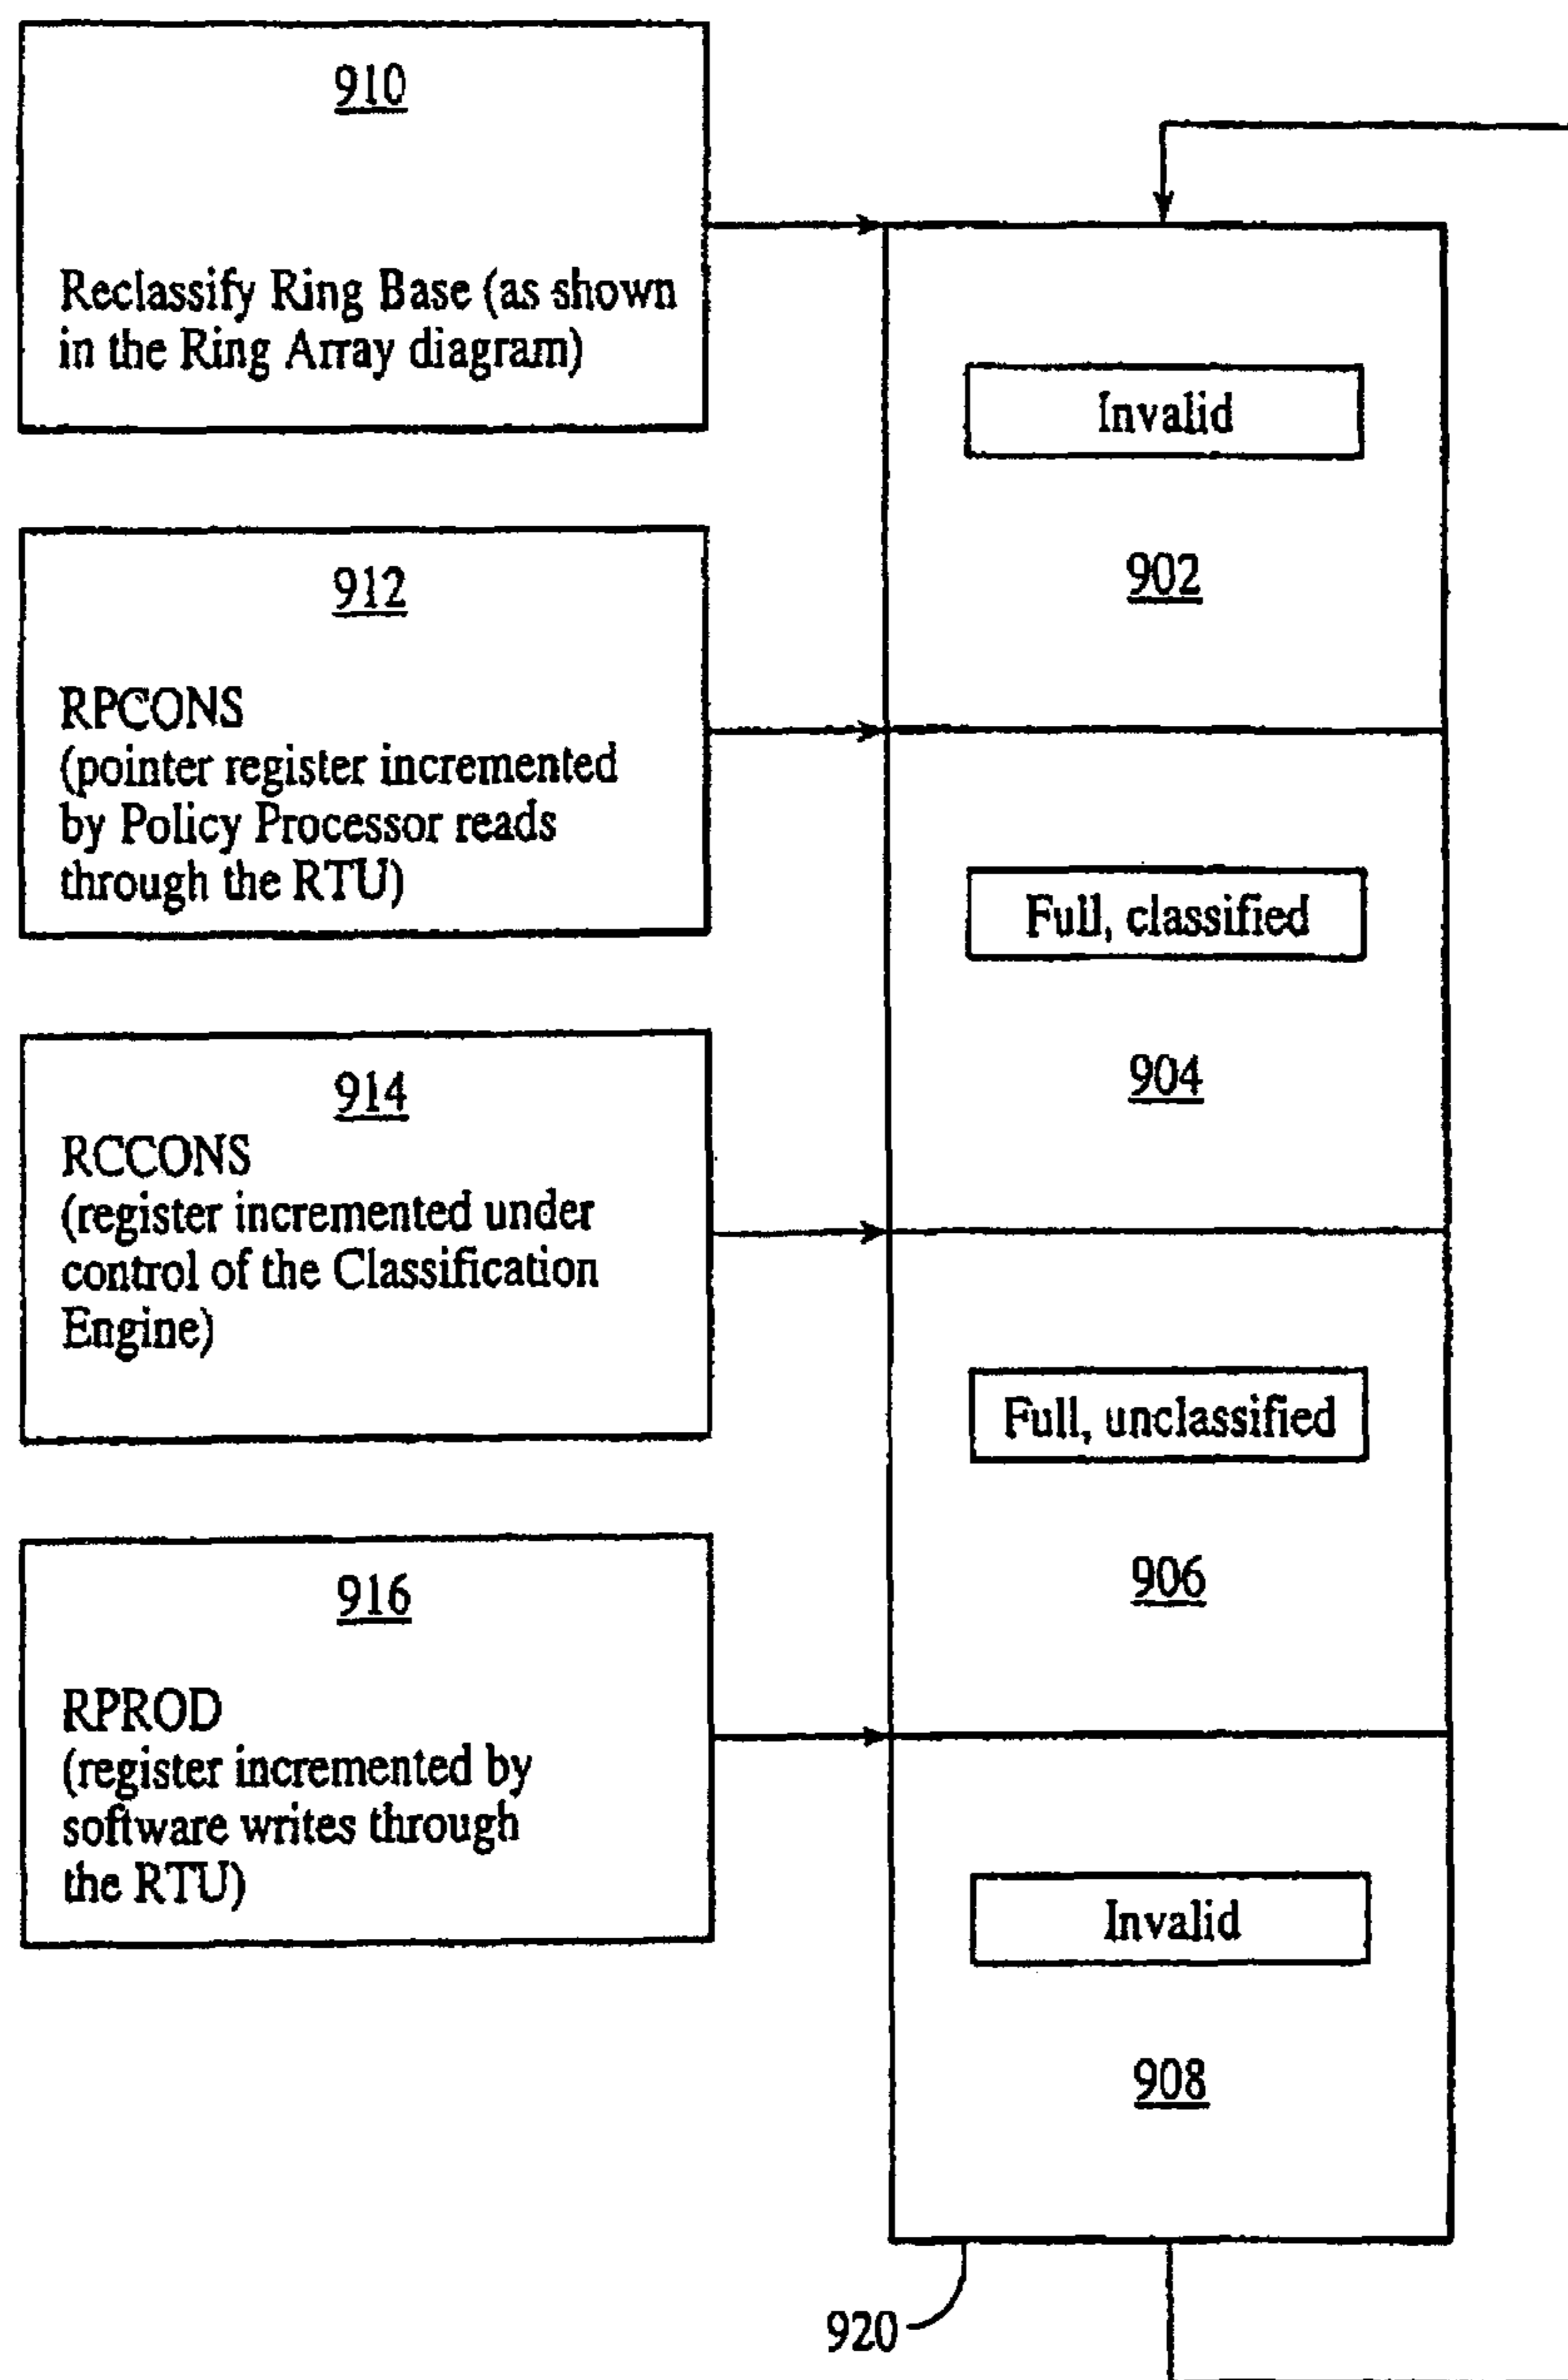 910
Reclassify Ring Base (as shown
in the Ring Array diagram)
912
RPCONS
(pointer register incremented
by Policy Processor reads
through the RTU)
914
RCCONS
(register incremented under
control of the Classification
Engine)
916
RPROD
(register incremented by
software writes through
the RTU)
Invalid
902
Full, classified
904
Full, unclassified
906
Invalid
908
920